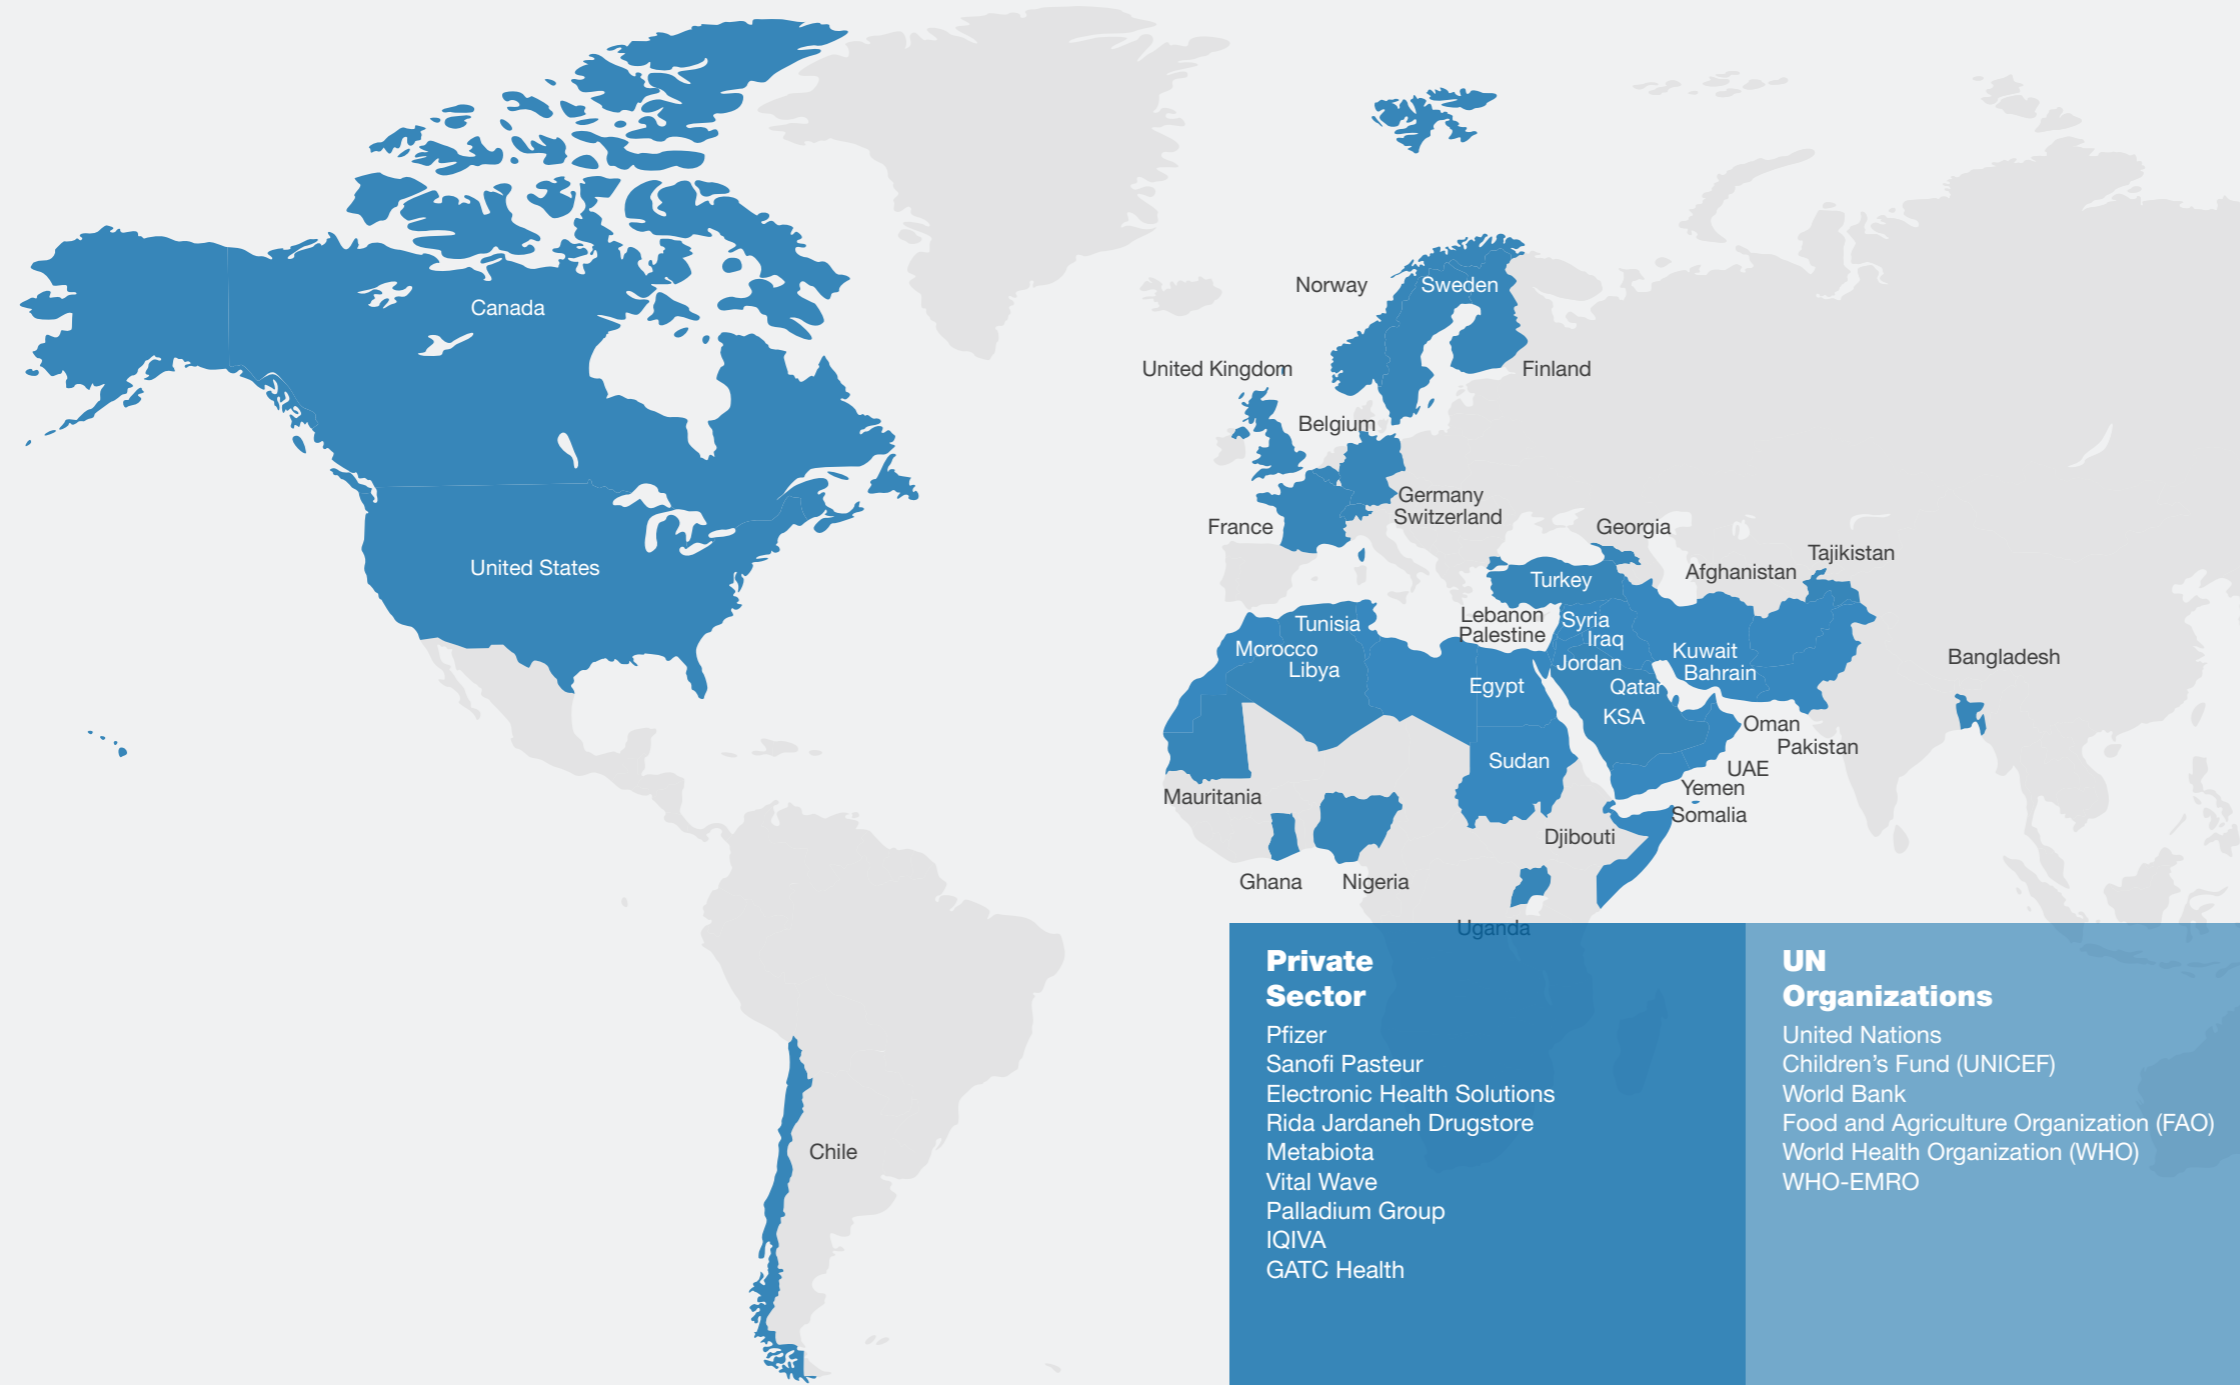 Canada
United States
Chile
Norway
Sweden
Finland
United Kingdom
Belgium
Germany
Switzerland
France
Georgia
Tajikistan
Afghanistan
Turkey
Lebanon
Palestine
Syria
Iraq
Jordan
Kuwait
Bahrain
Qatar
KSA
Tunisia
Morocco
Libya
Egypt
Sudan
Bangladesh
Oman
Pakistan
UAE
Yemen
Somalia
Djibouti
Mauritania
Ghana
Nigeria
Uganda
Private
Sector
Pfizer
Sanofi Pasteur
Electronic Health Solutions
Rida Jardaneh Drugstore
Metabiota
Vital Wave
Palladium Group
IQIVA
GATC Health
UN
Organizations
United Nations
Children’s Fund (UNICEF)
World Bank
Food and Agriculture Organization (FAO)
World Health Organization (WHO)
WHO-EMRO